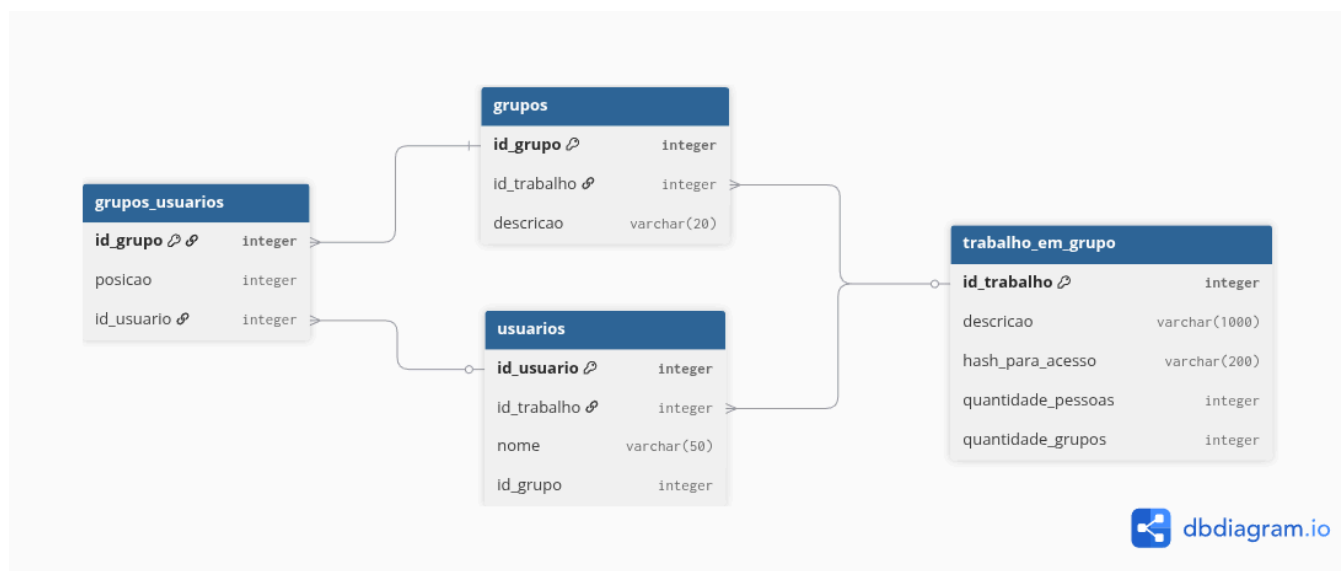 grupos
id_grupo integer
id_trabalho integer
descricao varchar(20)
grupos_usuarios
id_grupo integer
posicao integer
id_usuario integer
usuarios
id_usuario integer
id_trabalho integer
nome varchar(50)
id_grupo integer
trabalho_em_grupo
id_trabalho integer
descricao varchar(1000)
hash_para_acesso varchar(200)
quantidade_pessoas integer
quantidade_grupos integer
dbdiagram.io